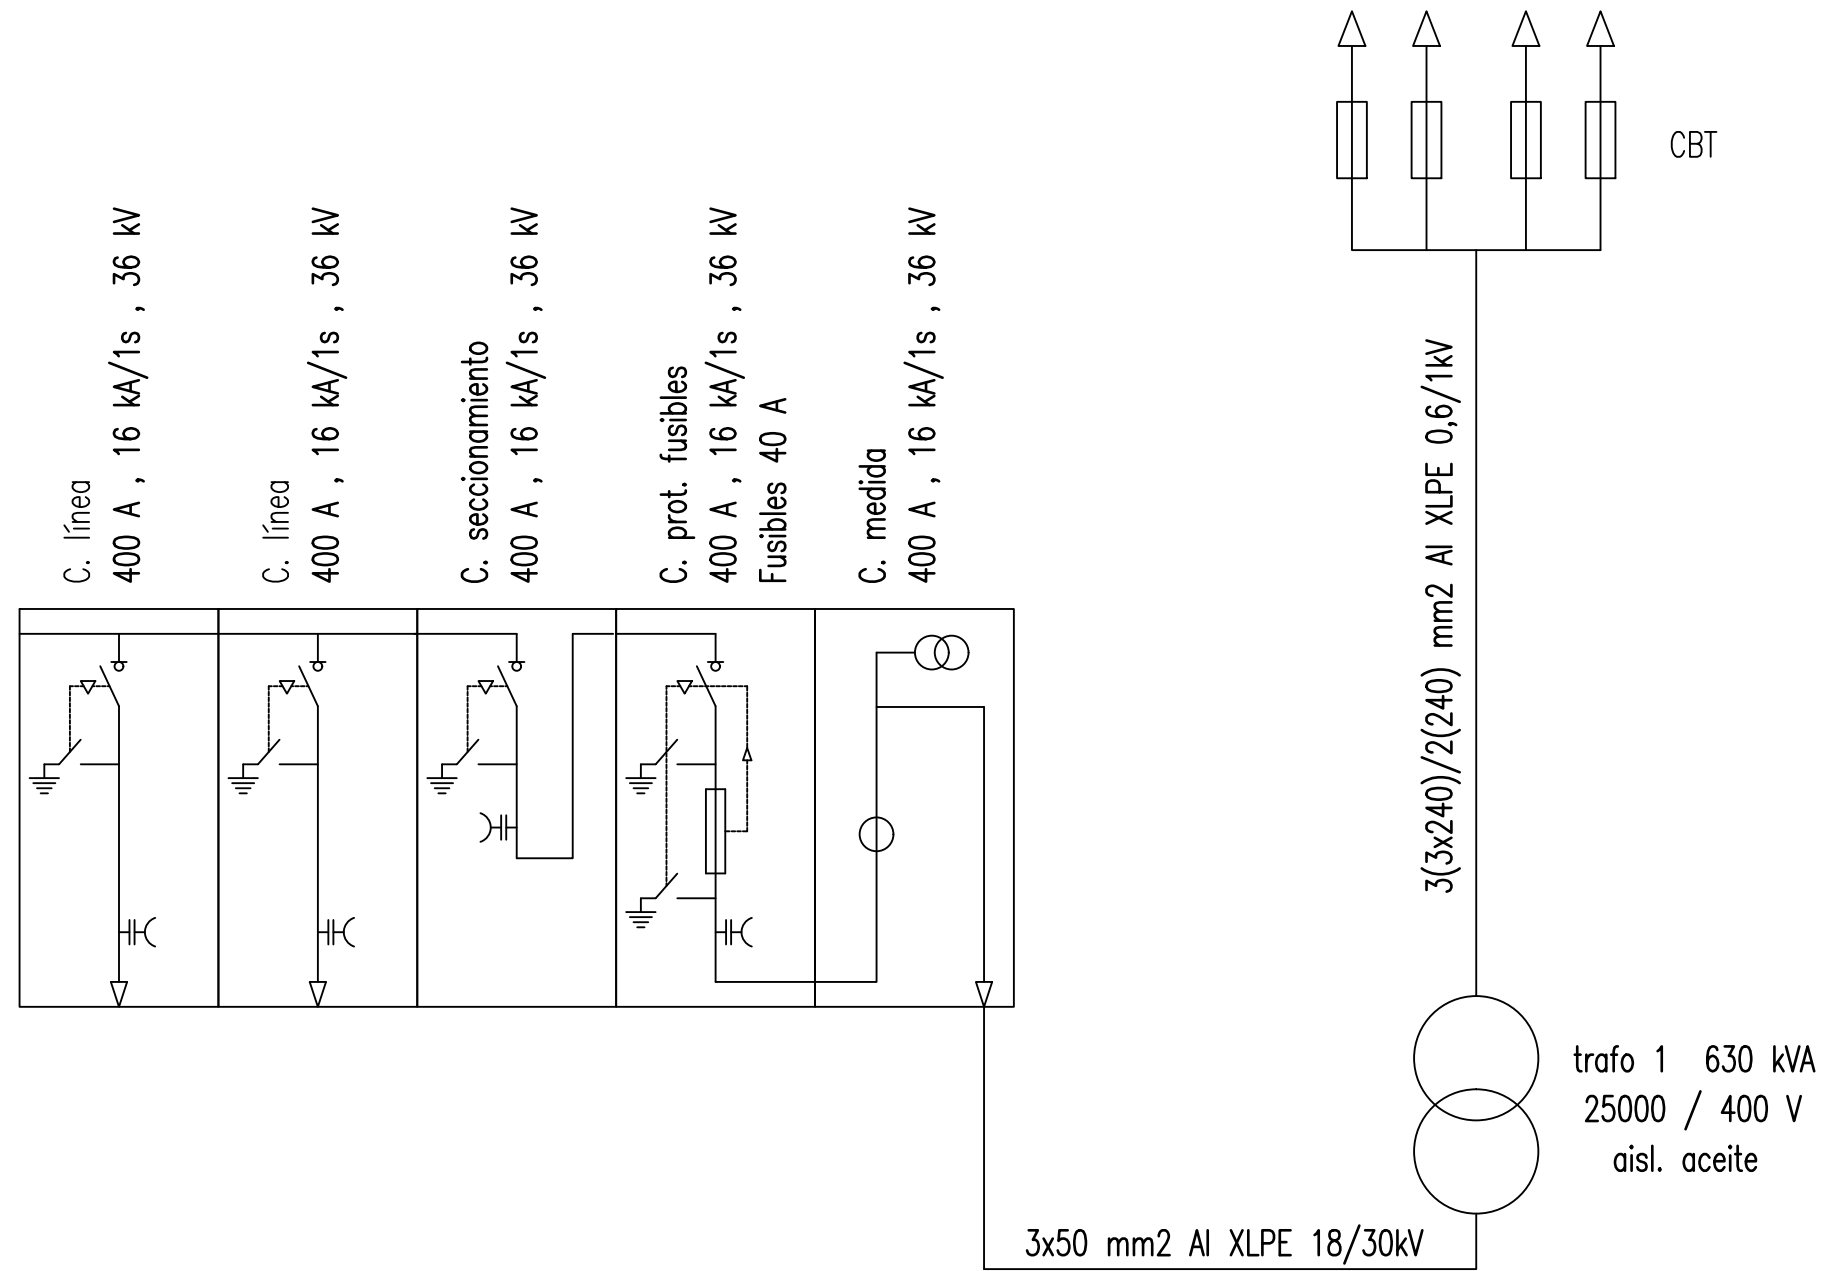 C. línea
400 A , 16 kA/1s , 36 kV
C. línea
400 A , 16 kA/1s , 36 kV
C. seccionamiento
400 A , 16 kA/1s , 36 kV
C. prot. fusibles
400 A , 16 kA/1s , 36 kV
Fusibles 40 A
C. medida
400 A , 16 kA/1s , 36 kV
CBT
3(3x240)/2(240) mm2 Al XLPE 0,6/1kV
trafo 1 630 kVA
25000 / 400 V
aisl. aceite
3x50 mm2 Al XLPE 18/30kV